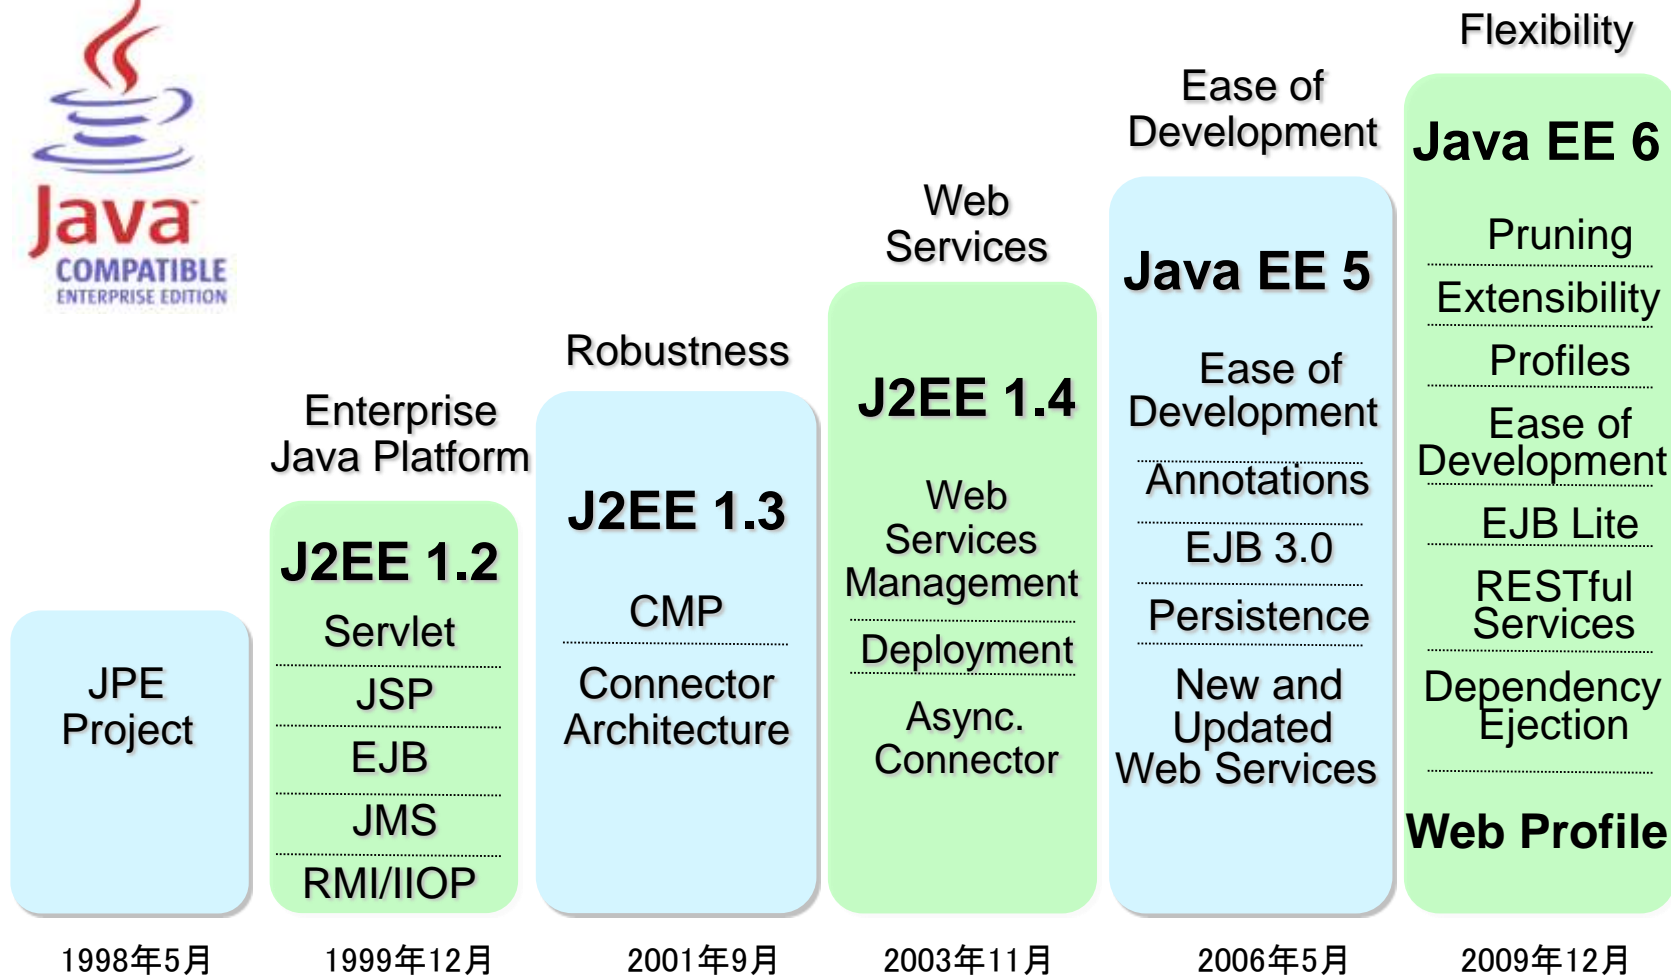 Java
COMPATIBLE
ENTERPRISE EDITION
JPE
Project
1998年5月
Enterprise
Java Platform
J2EE 1.2
Servlet
JSP
EJB
JMS
RMI/IIOP
1999年12月
Robustness
J2EE 1.3
CMP
Connector
Architecture
2001年9月
Web
Services
J2EE 1.4
Web
Services
Management
Deployment
Async.
Connector
2003年11月
Ease of
Development
Java EE 5
Ease of
Development
Annotations
EJB 3.0
Persistence
New and
Updated
Web Services
2006年5月
Flexibility
Java EE 6
Pruning
Extensibility
Profiles
Ease of
Development
EJB Lite
RESTful
Services
Dependency
Ejection
Web Profile
2009年12月